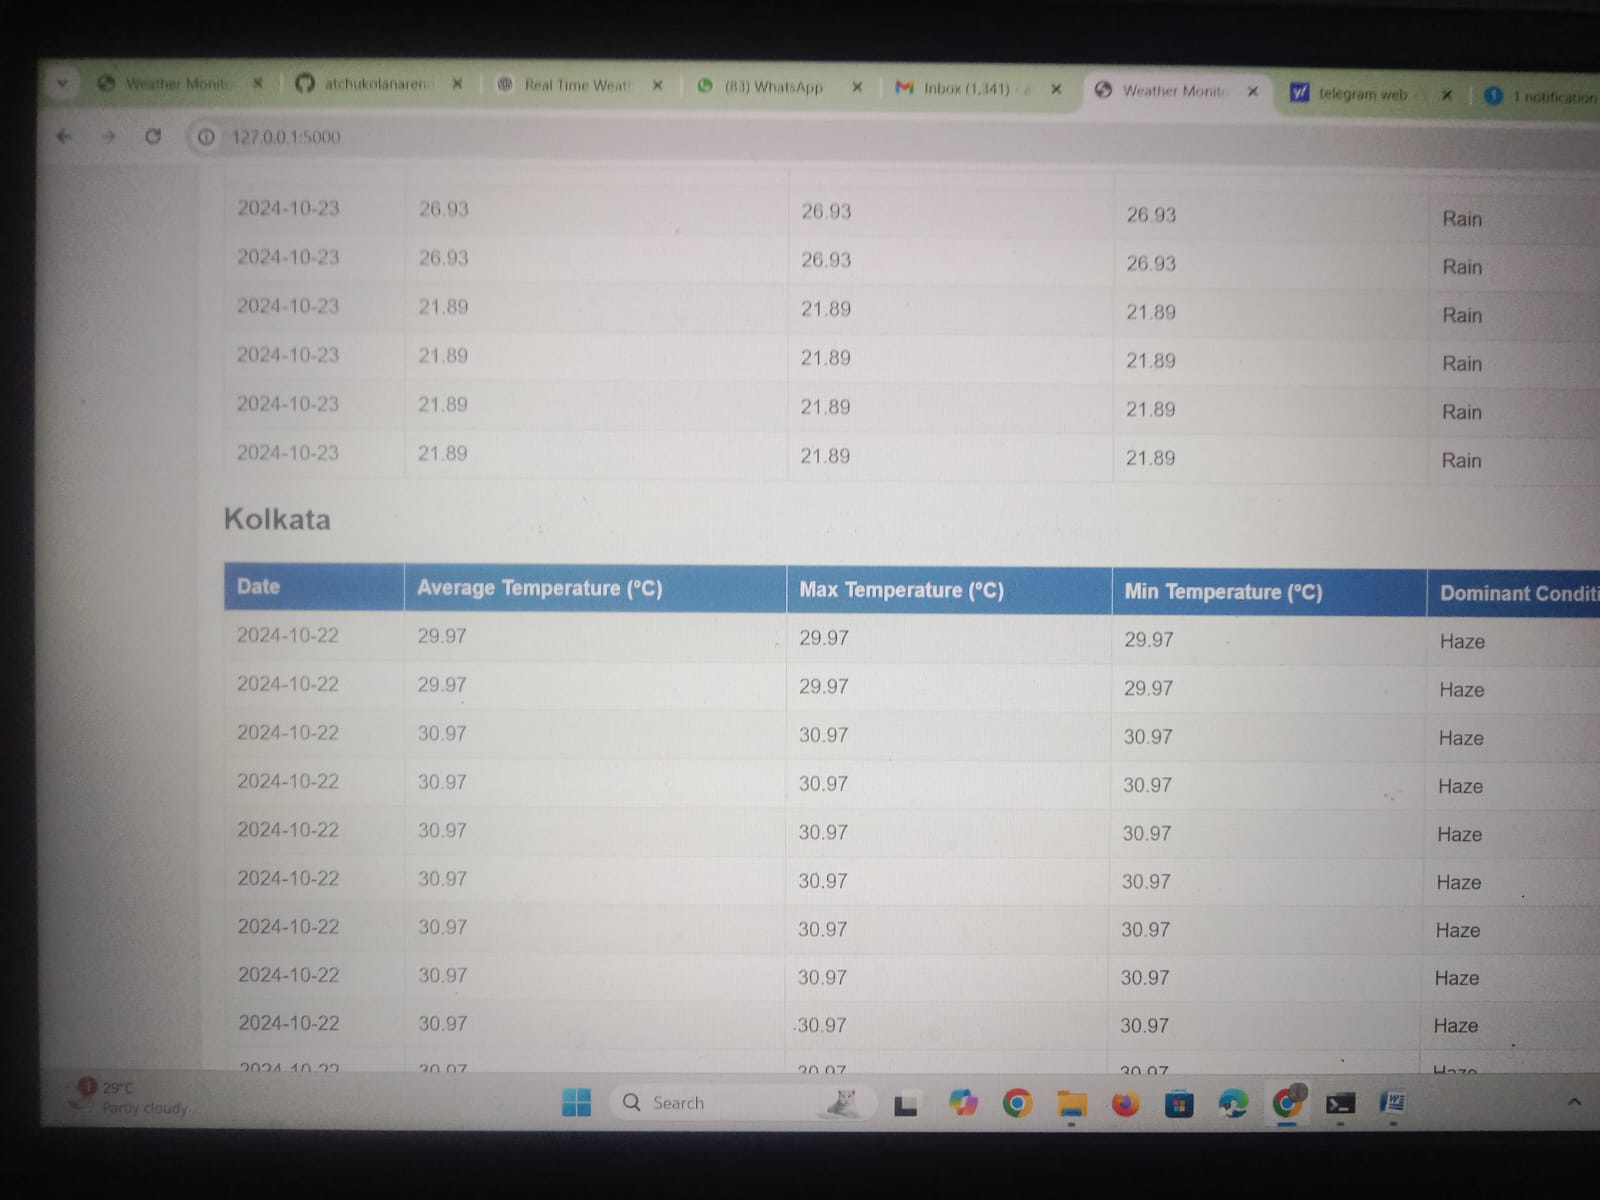 Weather Monito
atchukolanarend
Real Time Weath
(83) WhatsApp
Inbox (1,341) - a
Weather Monito
telegram web -
1 notification
127.0.0.1:5000
2024-10-23 26.93 26.93 26.93 Rain
2024-10-23 26.93 26.93 26.93 Rain
2024-10-23 21.89 21.89 21.89 Rain
2024-10-23 21.89 21.89 21.89 Rain
2024-10-23 21.89 21.89 21.89 Rain
2024-10-23 21.89 21.89 21.89 Rain
Kolkata
Date Average Temperature (°C) Max Temperature (°C) Min Temperature (°C) Dominant Conditi
2024-10-22 29.97 29.97 29.97 Haze
2024-10-22 29.97 29.97 29.97 Haze
2024-10-22 30.97 30.97 30.97 Haze
2024-10-22 30.97 30.97 30.97 Haze
2024-10-22 30.97 30.97 30.97 Haze
2024-10-22 30.97 30.97 30.97 Haze
2024-10-22 30.97 30.97 30.97 Haze
2024-10-22 30.97 30.97 30.97 Haze
2024-10-22 30.97 30.97 30.97 Haze
1
29°C
Partly cloudy
Search